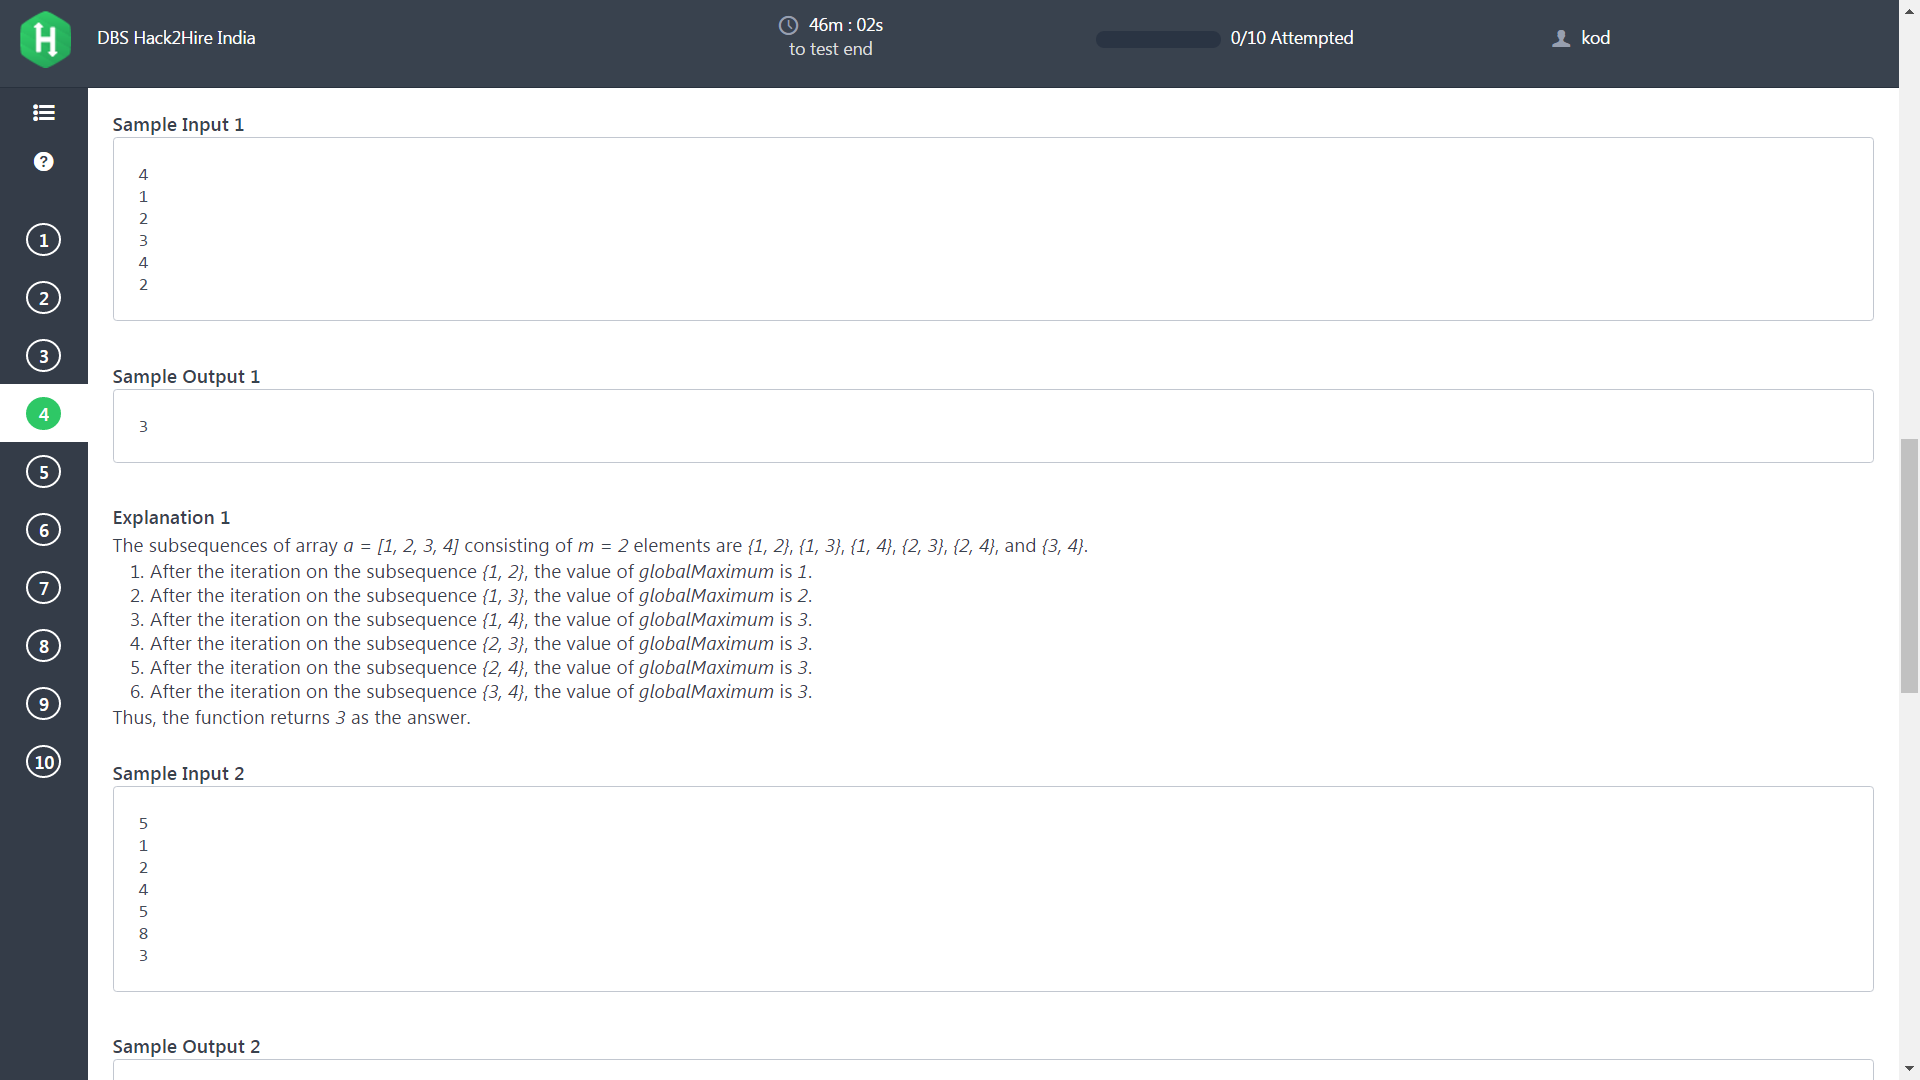 DBS Hack2Hire India
46m : 02s
to test end
0/10 Attempted
kod
1
2
3
4
5
6
7
8
9
10
Sample Input 1
4
1
2
3
4
2
Sample Output 1
3
Explanation 1
The subsequences of array a = [1, 2, 3, 4] consisting of m = 2 elements are {1, 2}, {1, 3}, {1, 4}, {2, 3}, {2, 4}, and {3, 4}.
1. After the iteration on the subsequence {1, 2}, the value of globalMaximum is 1.
2. After the iteration on the subsequence {1, 3}, the value of globalMaximum is 2.
3. After the iteration on the subsequence {1, 4}, the value of globalMaximum is 3.
4. After the iteration on the subsequence {2, 3}, the value of globalMaximum is 3.
5. After the iteration on the subsequence {2, 4}, the value of globalMaximum is 3.
6. After the iteration on the subsequence {3, 4}, the value of globalMaximum is 3.
Thus, the function returns 3 as the answer.
Sample Input 2
5
1
2
4
5
8
3
Sample Output 2